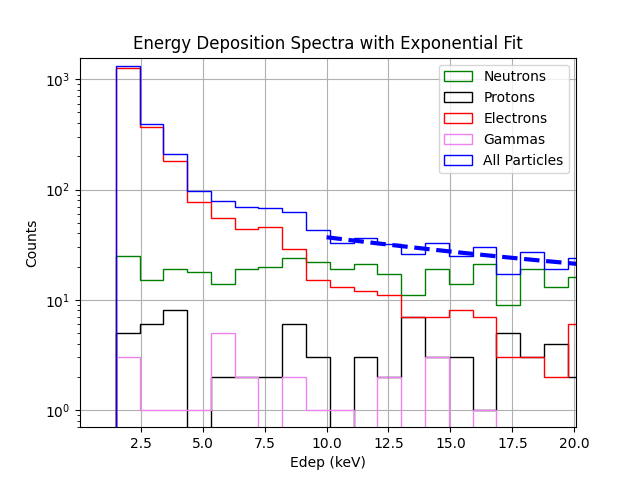 Energy Deposition Spectra with Exponential Fit
Neutrons
Protons
Electrons
Gammas
All Particles
Counts
10³
10²
10¹
10⁰
2.5 5.0 7.5 10.0 12.5 15.0 17.5 20.0
Edep (keV)